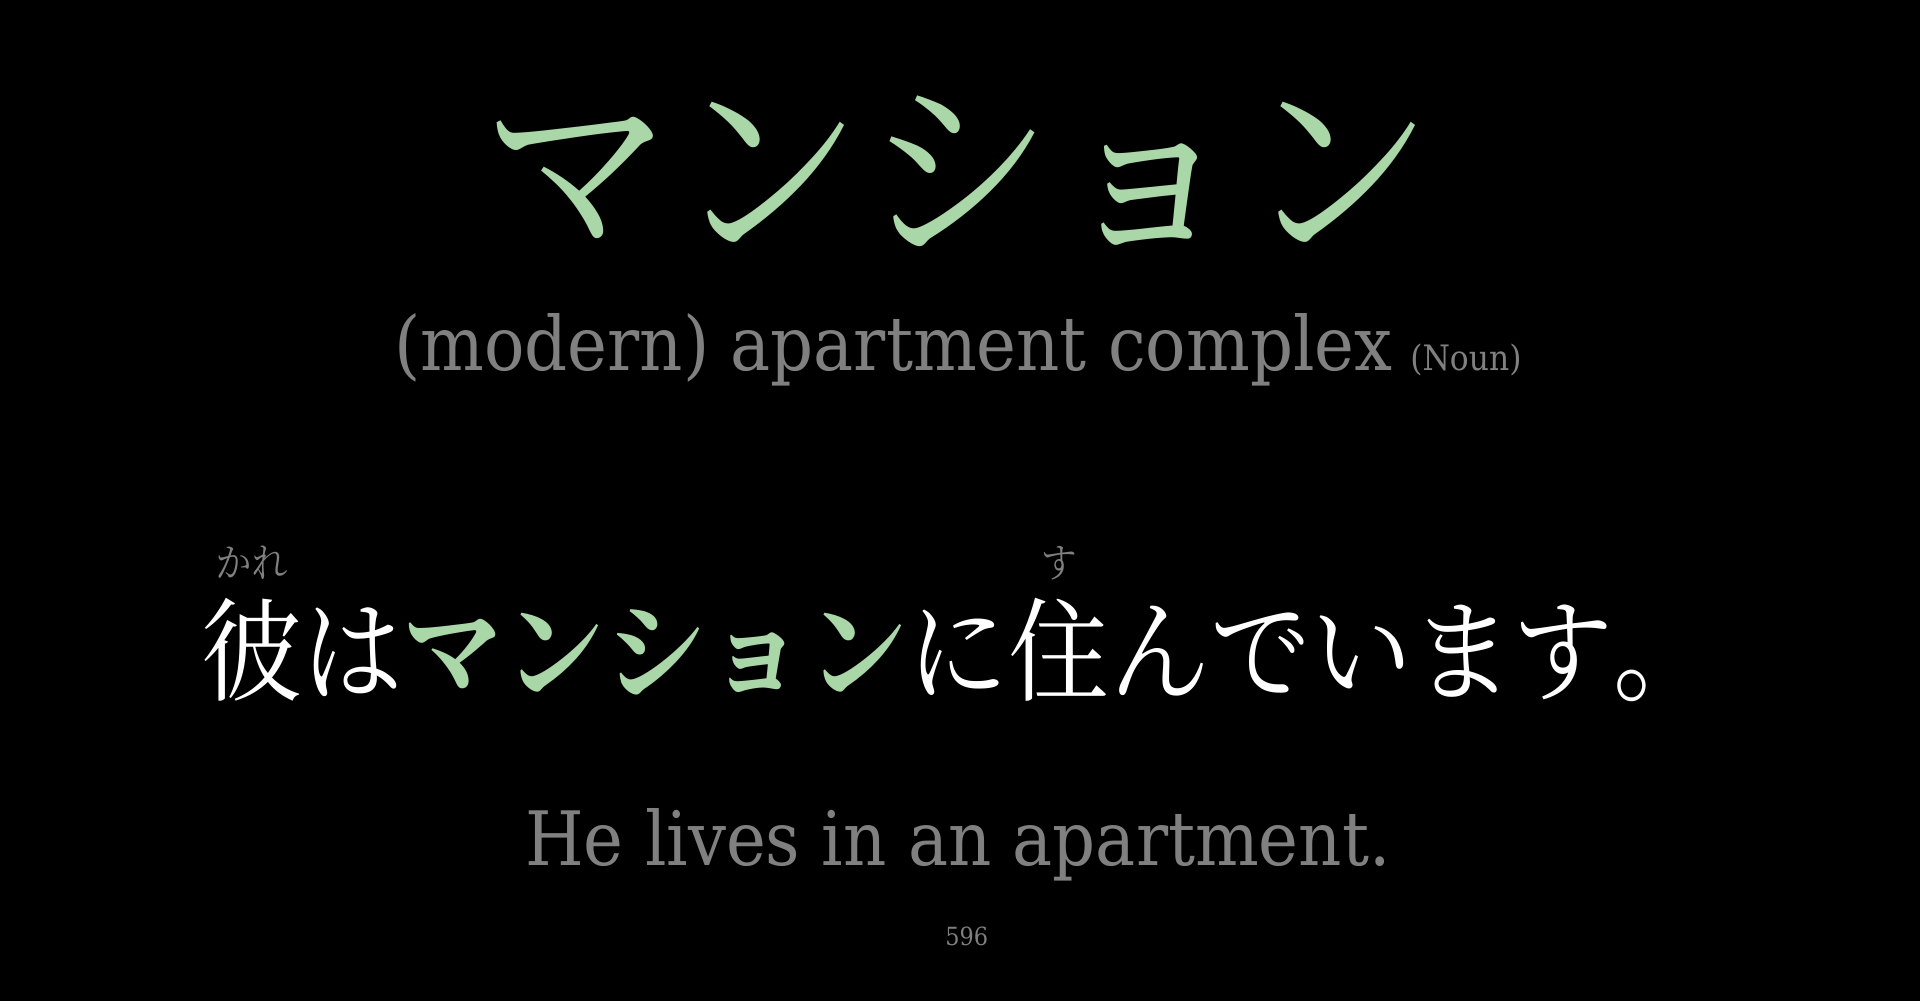 マンション
(modern) apartment complex (Noun)
かれ す
彼はマンションに住んでいます。
He lives in an apartment.
596